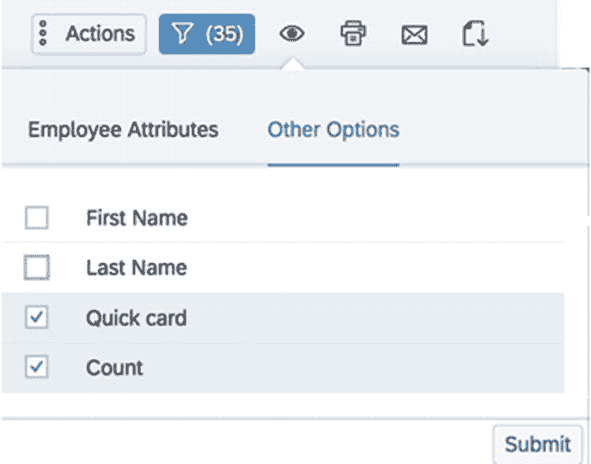 Actions (35)
Employee Attributes Other Options
First Name
Last Name
Quick card
Count
Submit